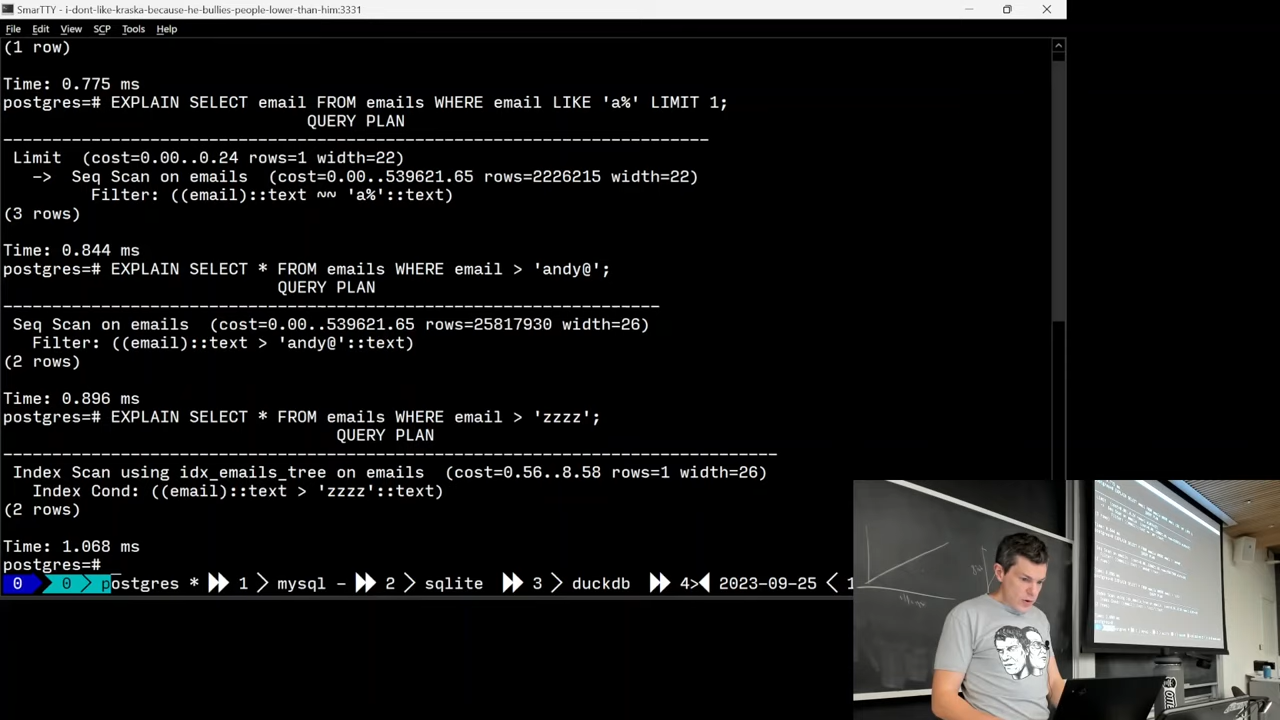 SmarTTY - i-dont-like-kraska-because-he-bullies-people-lower-than-him:3331
File Edit View SCP Tools Help
(1 row)
Time: 0.775 ms
postgres=# EXPLAIN SELECT email FROM emails WHERE email LIKE 'a%' LIMIT 1;
QUERY PLAN
-------------------------------------------------------------------------
Limit  (cost=0.00..0.24 rows=1 width=22)
->  Seq Scan on emails  (cost=0.00..539621.65 rows=2226215 width=22)
Filter: ((email)::text ~~ 'a%'::text)
(3 rows)
Time: 0.844 ms
postgres=# EXPLAIN SELECT * FROM emails WHERE email > 'andy@';
QUERY PLAN
--------------------------------------------------------------------
Seq Scan on emails  (cost=0.00..539621.65 rows=25817930 width=26)
Filter: ((email)::text > 'andy@'::text)
(2 rows)
Time: 0.896 ms
postgres=# EXPLAIN SELECT * FROM emails WHERE email > 'zzzz';
QUERY PLAN
--------------------------------------------------------------------------------
Index Scan using idx_emails_tree on emails  (cost=0.56..8.58 rows=1 width=26)
Index Cond: ((email)::text > 'zzzz'::text)
(2 rows)
Time: 1.068 ms
postgres=#
0 0 postgres * 1 mysql - 2 sqlite 3 duckdb 4> 2023-09-25 < 1